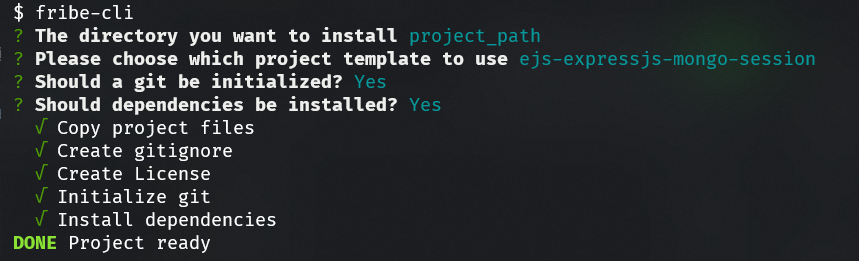 $ fribe-cli
? The directory you want to install project_path
? Please choose which project template to use ejs-expressjs-mongo-session
? Should a git be initialized? Yes
? Should dependencies be installed? Yes
√ Copy project files
√ Create gitignore
√ Create License
√ Initialize git
√ Install dependencies
DONE Project ready